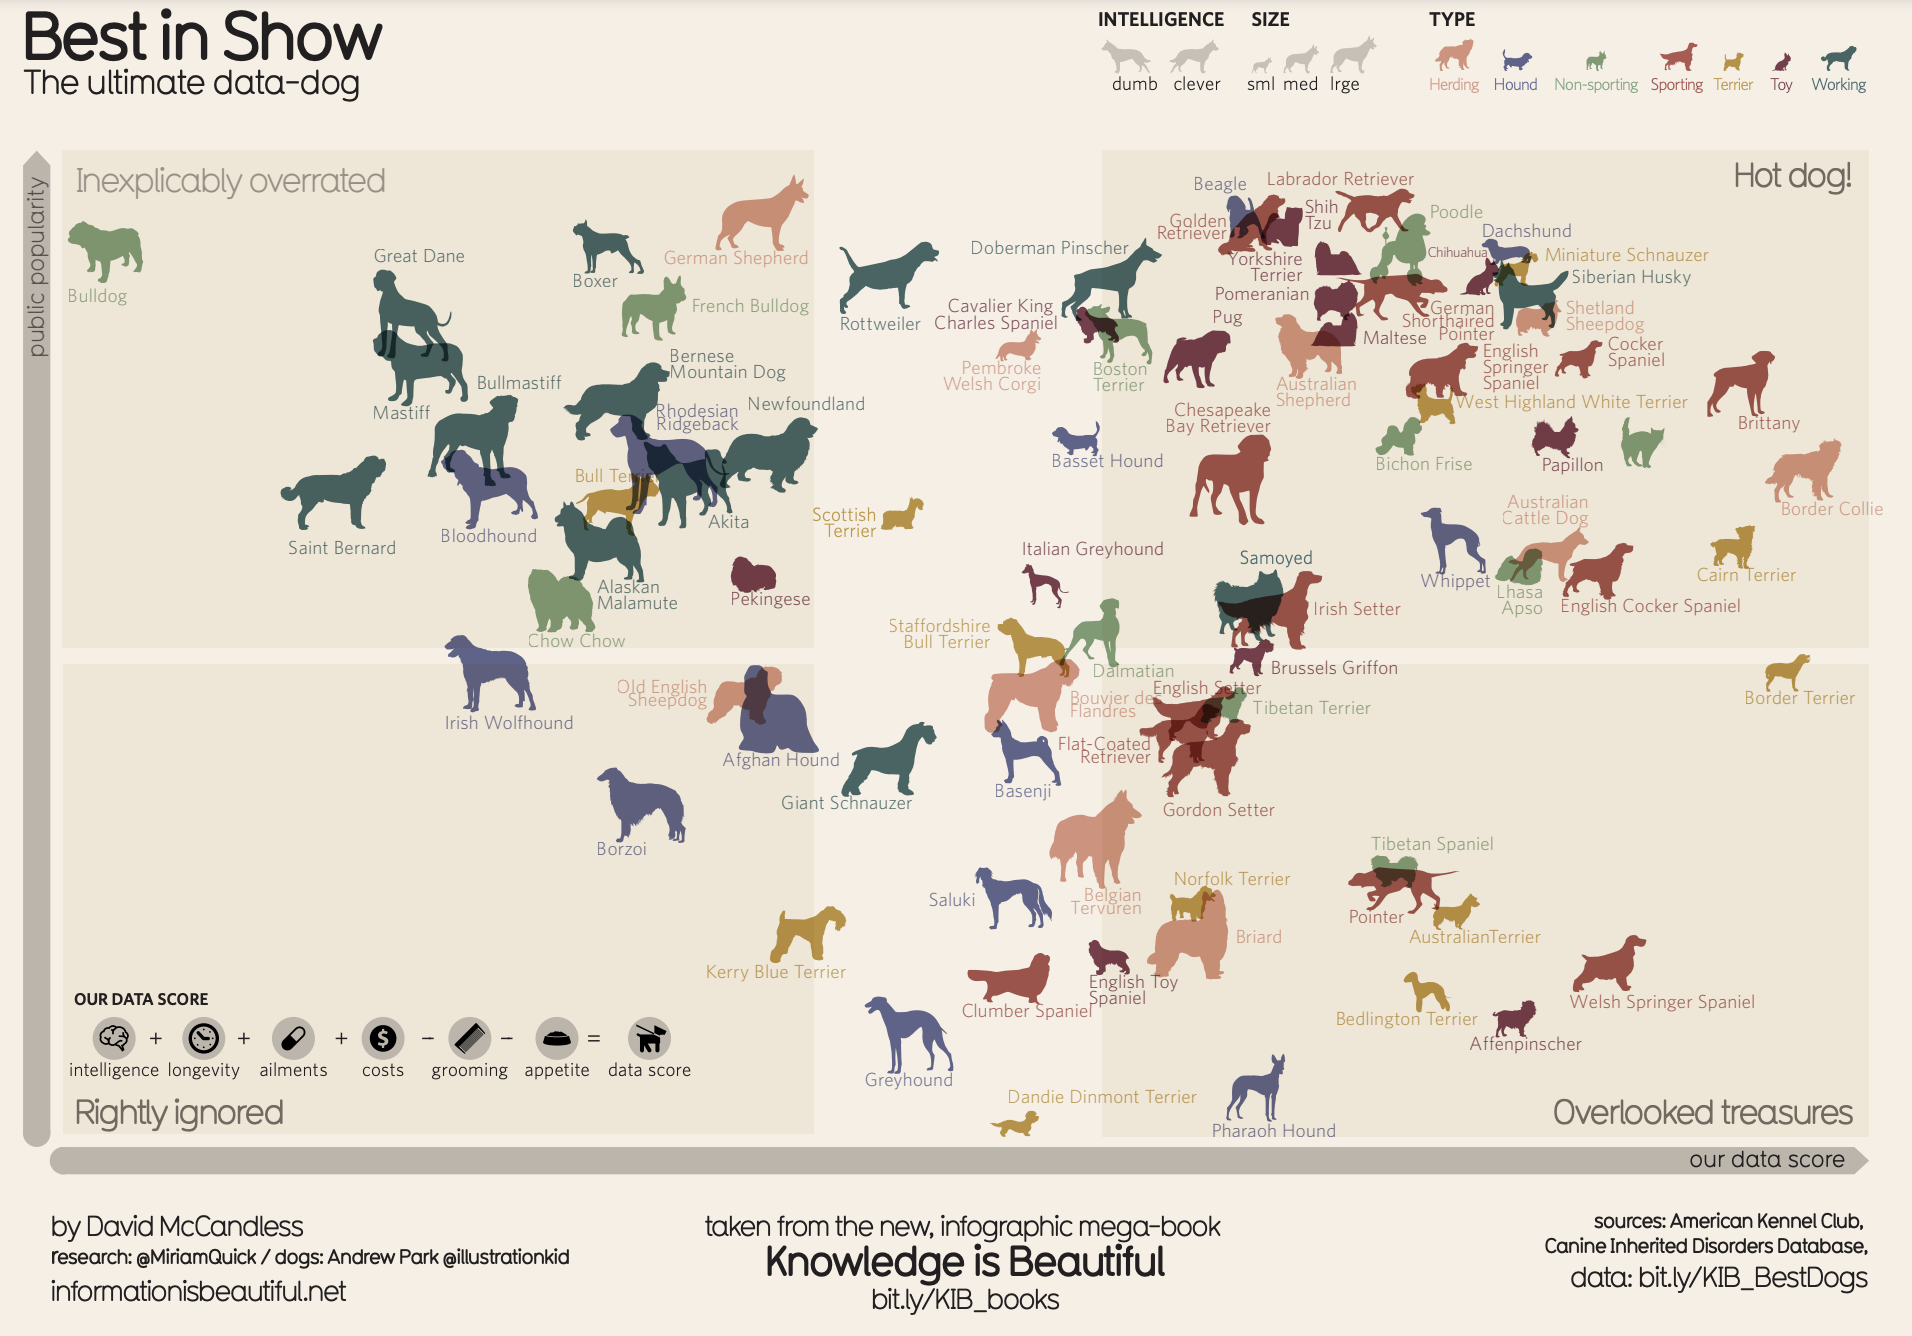 Best in Show
The ultimate data-dog
INTELLIGENCE
dumb clever
SIZE
sml med lrge
TYPE
Herding Hound Non-sporting Sporting Terrier Toy Working
public popularity
Inexplicably overrated
Hot dog!
Bulldog
Great Dane
Boxer
German Shepherd
French Bulldog
Mastiff
Bullmastiff
Bernese
Mountain Dog
Rhodesian
Ridgeback
Newfoundland
Bull Terrier
Akita
Saint Bernard
Bloodhound
Alaskan
Malamute
Pekingese
Chow Chow
Rottweiler
Doberman Pinscher
Cavalier King
Charles Spaniel
Pembroke
Welsh Corgi
Boston
Terrier
Basset Hound
Scottish
Terrier
Italian Greyhound
Staffordshire
Bull Terrier
Dalmatian
Beagle
Labrador Retriever
Golden
Retriever
Shih
Tzu
Poodle
Yorkshire
Terrier
Chihuahua
Dachshund
Miniature Schnauzer
Siberian Husky
Pomeranian
Pug
German
Shorthaired
Pointer
Maltese
Shetland
Sheepdog
Australian
Shepherd
English
Springer
Spaniel
Cocker
Spaniel
West Highland White Terrier
Brittany
Chesapeake
Bay Retriever
Bichon Frise
Papillon
Border Collie
Australian
Cattle Dog
Whippet
Lhasa
Apso
English Cocker Spaniel
Cairn Terrier
Samoyed
Irish Setter
Brussels Griffon
Irish Wolfhound
Old English
Sheepdog
Afghan Hound
Giant Schnauzer
Borzoi
Bouvier des
Flandres
English Setter
Tibetan Terrier
Flat-Coated
Retriever
Basenji
Gordon Setter
Border Terrier
Belgian
Tervuren
Saluki
Norfolk Terrier
Briard
Tibetan Spaniel
Pointer
AustralianTerrier
Kerry Blue Terrier
Clumber Spaniel
English Toy
Spaniel
Welsh Springer Spaniel
Bedlington Terrier
Affenpinscher
Greyhound
Dandie Dinmont Terrier
Pharaoh Hound
OUR DATA SCORE
+ + + $ – – =
intelligence longevity ailments costs grooming appetite data score
Rightly ignored
Overlooked treasures
our data score
by David McCandless
research: @MiriamQuick / dogs: Andrew Park @illustrationkid
informationisbeautiful.net
taken from the new, infographic mega-book
Knowledge is Beautiful
bit.ly/KIB_books
sources: American Kennel Club,
Canine Inherited Disorders Database,
data: bit.ly/KIB_BestDogs